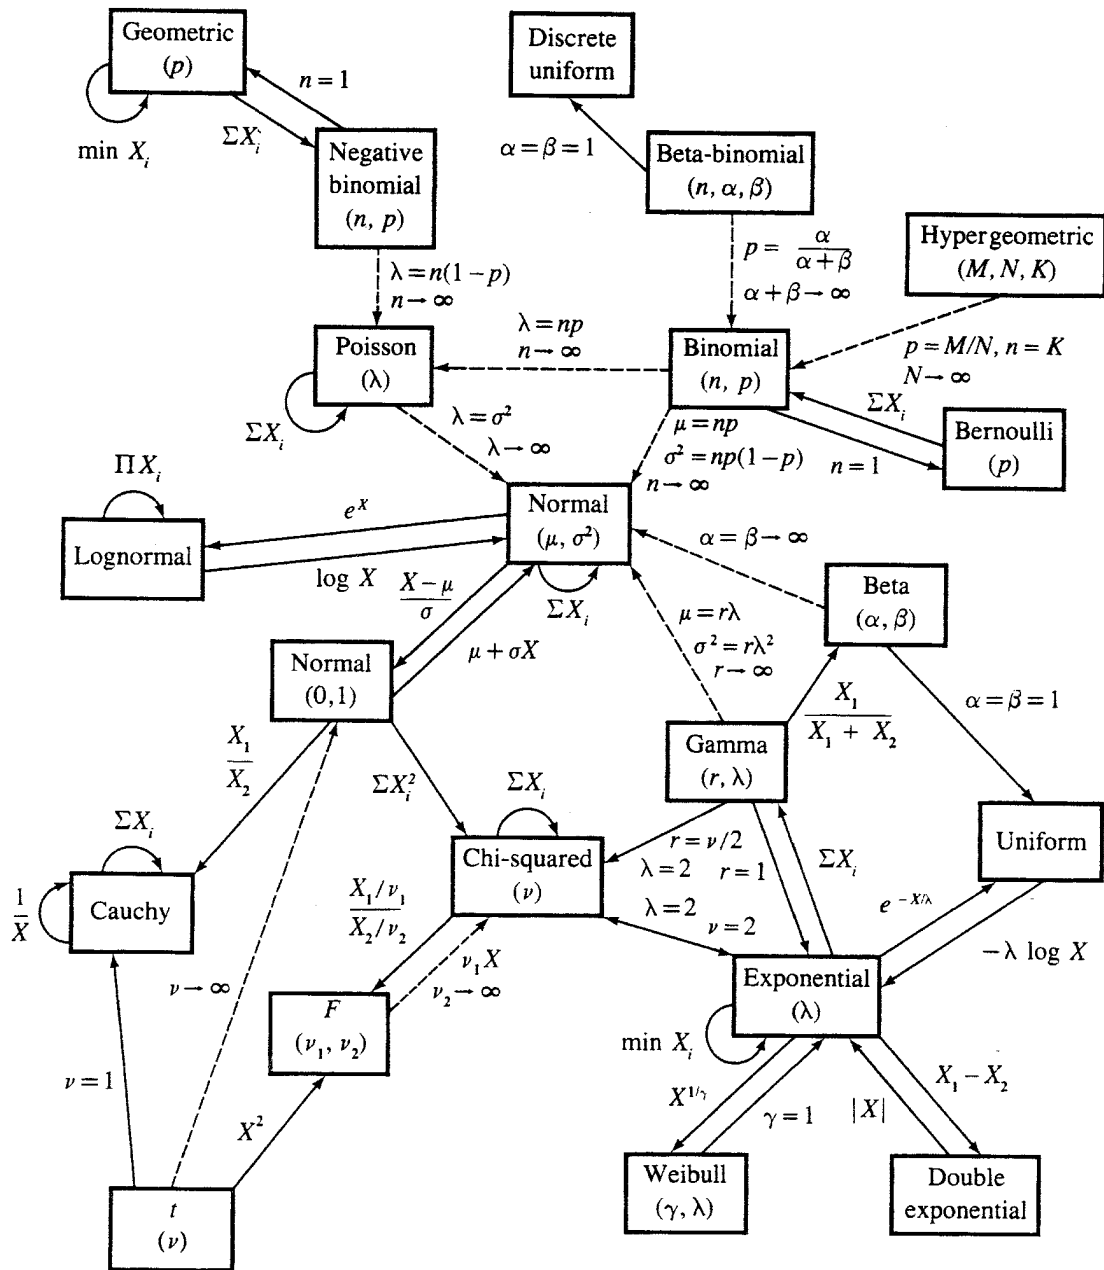 Geometric
(p)
n = 1
min X_i
ΣX_i
Negative
binomial
(n, p)
Discrete
uniform
α = β = 1
Beta-binomial
(n, α, β)
p = α / (α + β)
α + β → ∞
Hypergeometric
(M, N, K)
λ = n(1 − p)
n → ∞
Poisson
(λ)
ΣX_i
λ = np
n → ∞
Binomial
(n, p)
p = M/N, n = K
N → ∞
ΣX_i
Bernoulli
(p)
n = 1
λ = σ²
λ → ∞
μ = np
σ² = np(1 − p)
n → ∞
ΠX_i
Lognormal
e^X
log X
Normal
(μ, σ²)
ΣX_i
α = β → ∞
Beta
(α, β)
(X − μ) / σ
μ + σX
μ = rλ
σ² = rλ²
r → ∞
Normal
(0,1)
X_1 / (X_1 + X_2)
α = β = 1
Gamma
(r, λ)
X_1 / X_2
ΣX_i²
ΣX_i
ΣX_i
1/X
Cauchy
Chi-squared
(ν)
r = ν/2
λ = 2
r = 1
ΣX_i
Uniform
e^{−X/λ}
−λ log X
(X_1/ν_1) / (X_2/ν_2)
ν_1X
ν_2 → ∞
λ = 2
ν = 2
ν → ∞
F
(ν_1, ν_2)
Exponential
(λ)
min X_i
ν = 1
X²
X^{1/γ}
γ = 1
|X|
X_1 − X_2
t
(ν)
Weibull
(γ, λ)
Double
exponential